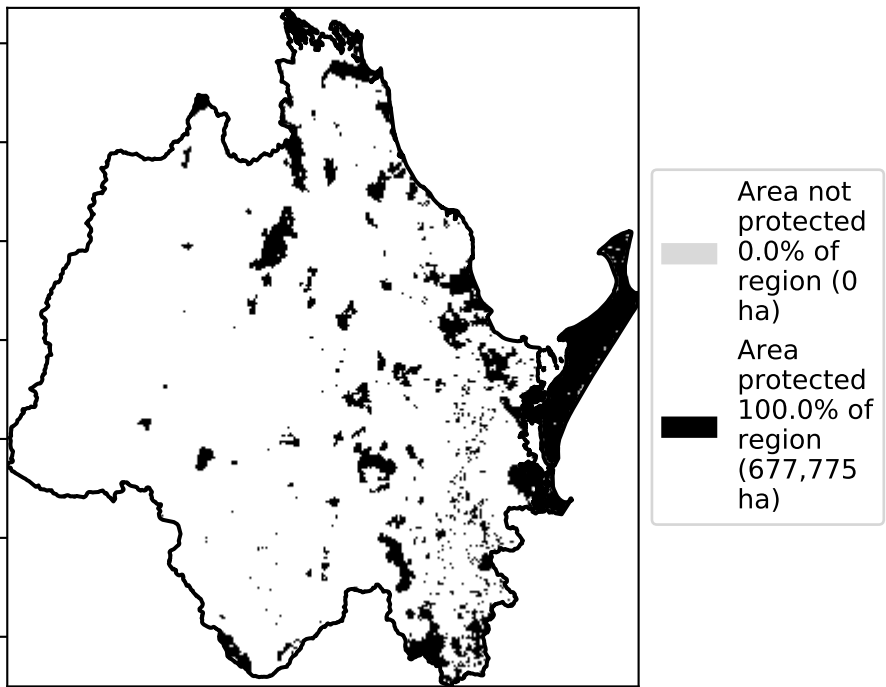 Area not
protected
0.0% of
region (0
ha)
Area
protected
100.0% of
region
(677,775
ha)